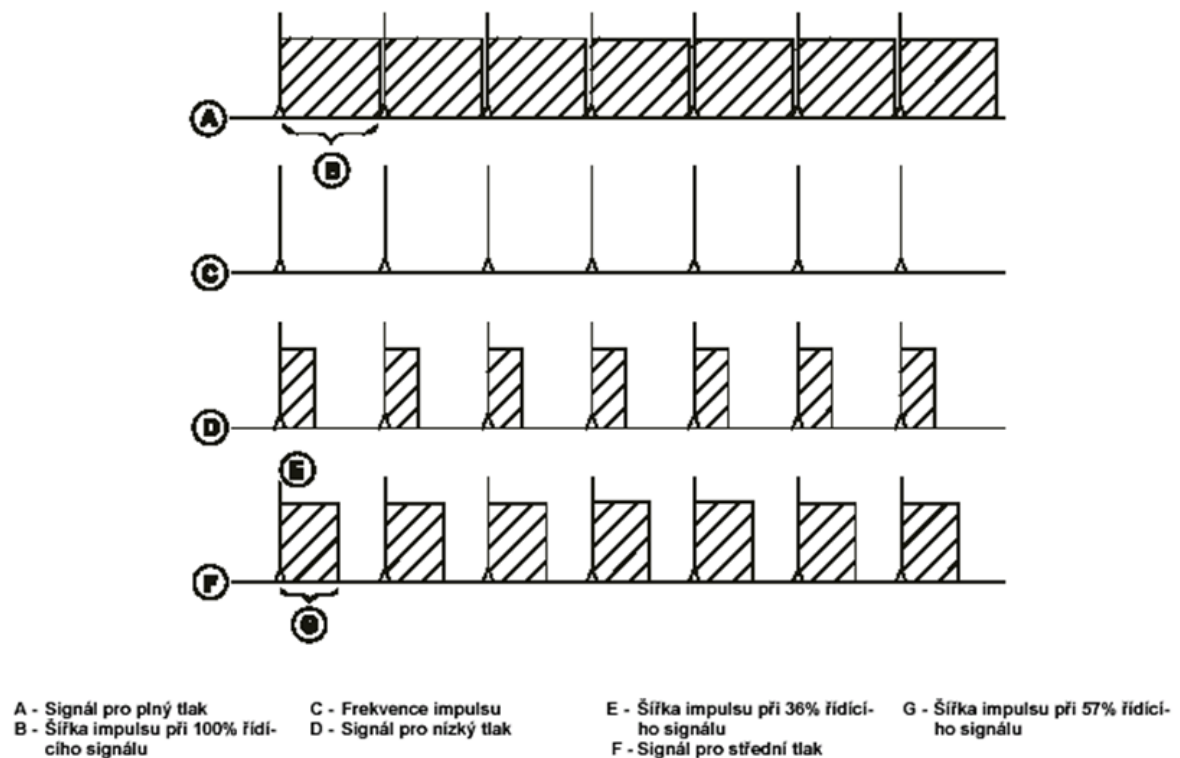 A
B
C
D
E
F
G
A - Signál pro plný tlak
B - Šířka impulsu při 100% řídí-
cího signálu
C - Frekvence impulsu
D - Signál pro nízký tlak
E - Šířka impulsu při 36% řídící-
ho signálu
F - Signál pro střední tlak
G - Šířka impulsu při 57% řídící-
ho signálu